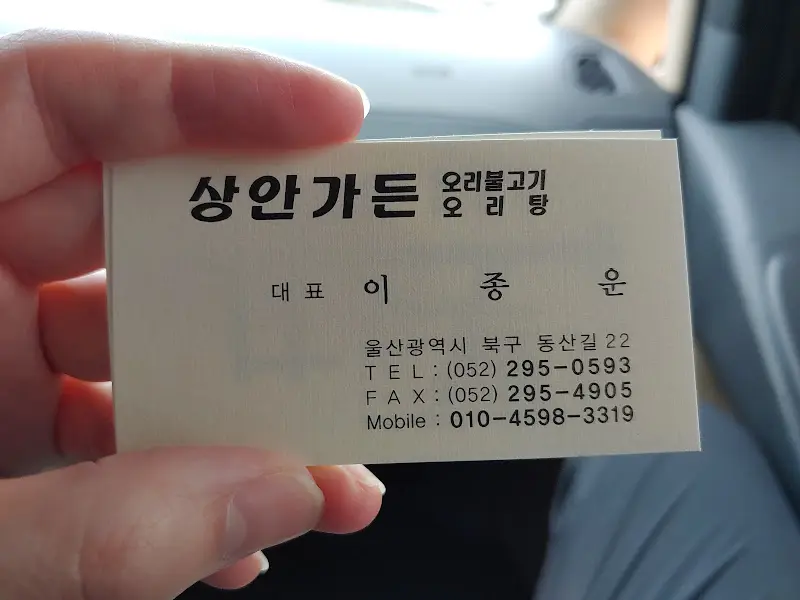 상안가든 오리불고기
오리탕
대표 이종운
울산광역시 북구 동산길 22
TEL : (052) 295-0593
FAX : (052) 295-4905
Mobile : 010-4598-3319